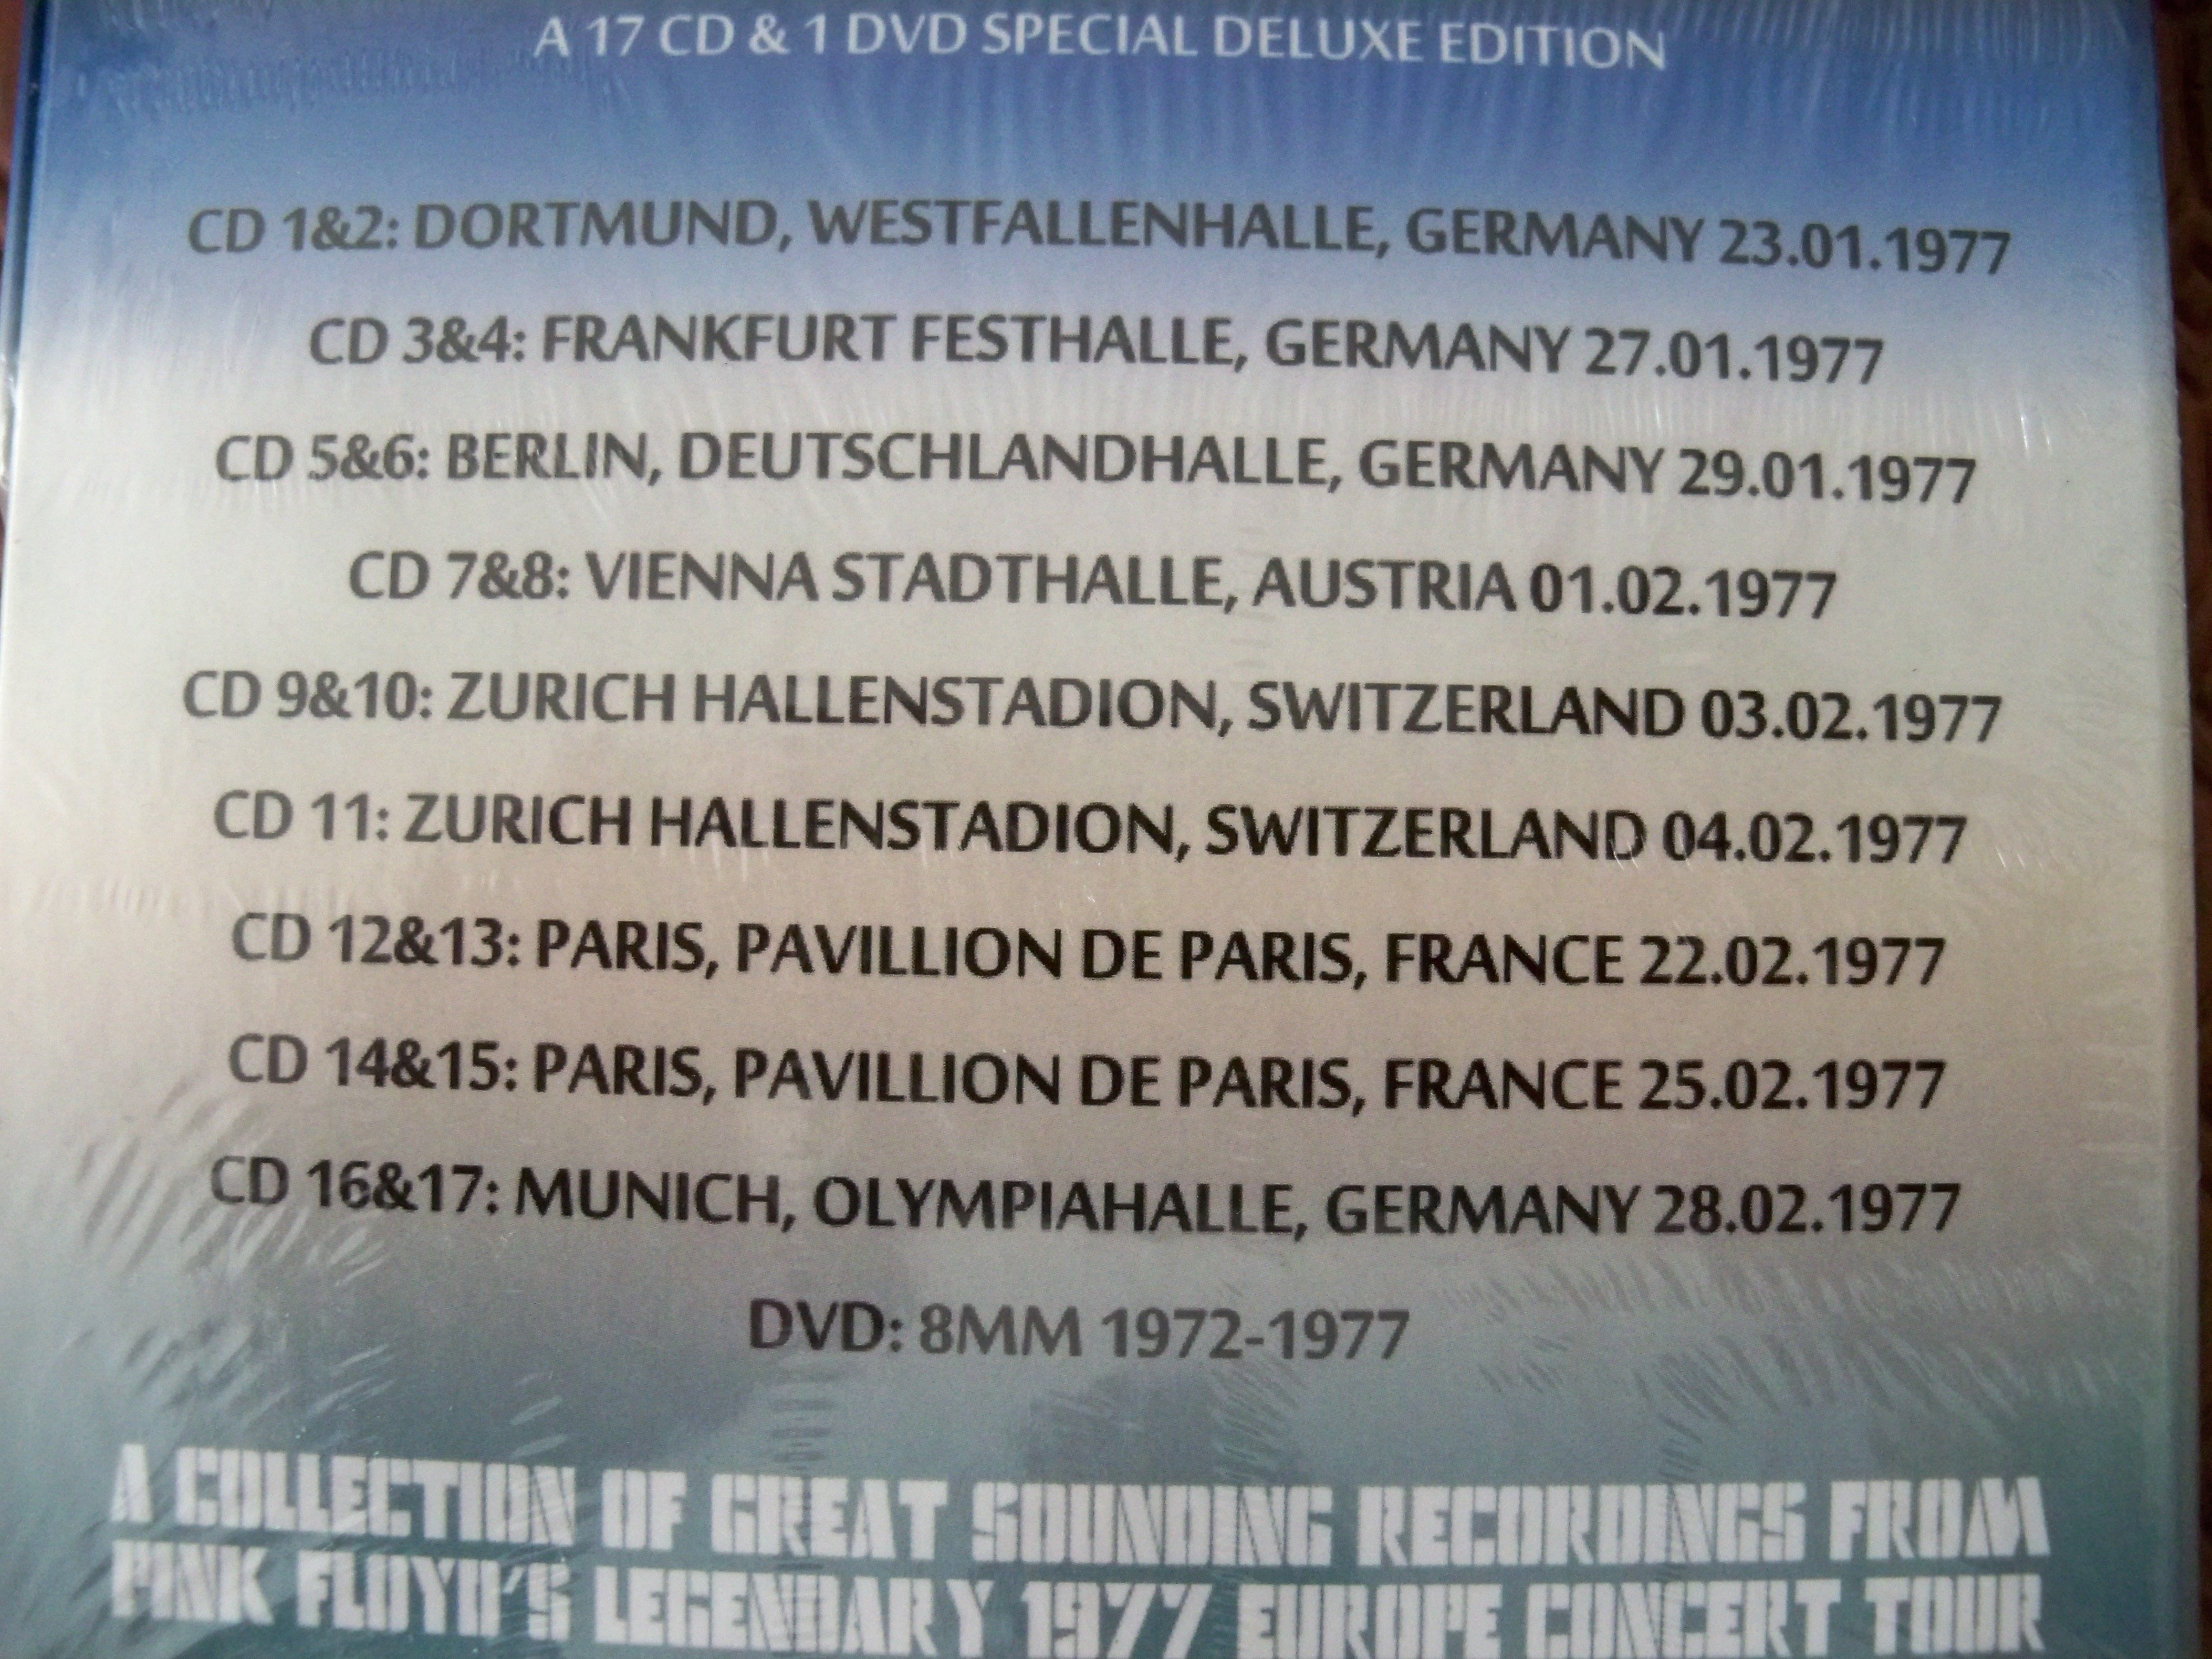 A 17 CD & 1 DVD SPECIAL DELUXE EDITION
CD 1&2: DORTMUND, WESTFALLENHALLE, GERMANY 23.01.1977
CD 3&4: FRANKFURT FESTHALLE, GERMANY 27.01.1977
CD 5&6: BERLIN, DEUTSCHLANDHALLE, GERMANY 29.01.1977
CD 7&8: VIENNA STADTHALLE, AUSTRIA 01.02.1977
CD 9&10: ZURICH HALLENSTADION, SWITZERLAND 03.02.1977
CD 11: ZURICH HALLENSTADION, SWITZERLAND 04.02.1977
CD 12&13: PARIS, PAVILLION DE PARIS, FRANCE 22.02.1977
CD 14&15: PARIS, PAVILLION DE PARIS, FRANCE 25.02.1977
CD 16&17: MUNICH, OLYMPIAHALLE, GERMANY 28.02.1977
DVD: 8MM 1972-1977
A COLLECTION OF GREAT SOUNDING RECORDINGS FROM
PINK FLOYD'S LEGENDARY 1977 EUROPE CONCERT TOUR